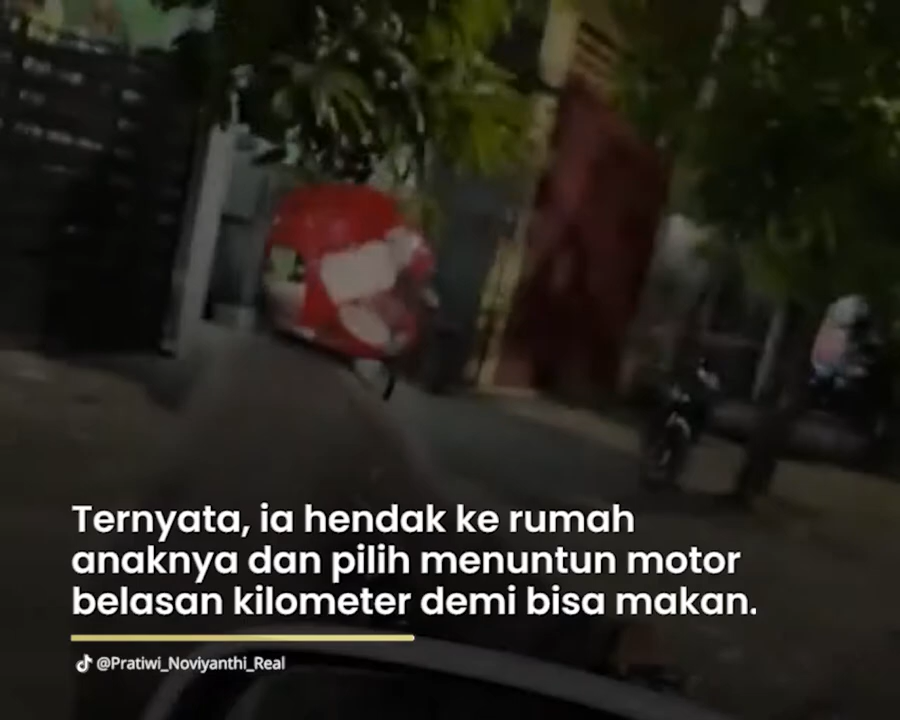 Ternyata, ia hendak ke rumah
anaknya dan pilih menuntun motor
belasan kilometer demi bisa makan.
@Pratiwi_Noviyanthi_Real